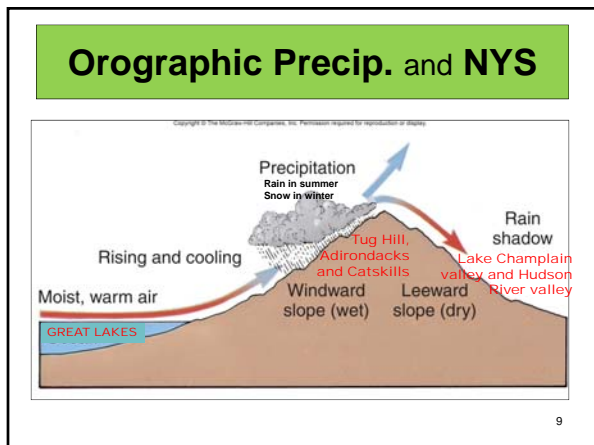 Orographic Precip. and NYS
Copyright © The McGraw-Hill Companies, Inc. Permission required for reproduction or display.
Precipitation
Rain in summer
Snow in winter
Rising and cooling
Moist, warm air
GREAT LAKES
Tug Hill,
Adirondacks
and Catskills
Windward
slope (wet)
Leeward
slope (dry)
Rain
shadow
Lake Champlain
valley and Hudson
River valley
9